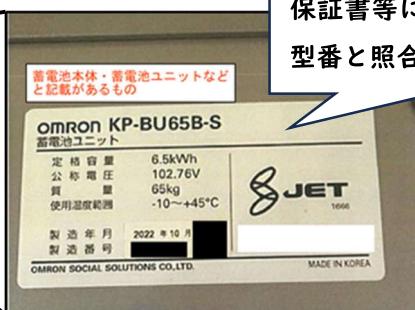 保証書等に
型番と照合
蓄電池本体・蓄電池ユニットなど
と記載があるもの
OMRON KP-BU65B-S
蓄電池ユニット
定格容量 6.5kWh
公称電圧 102.76V
質量 65kg
使用温度範囲 -10～+45°C
JET
1666
製造年月 2022年10月
製造番号
OMRON SOCIAL SOLUTIONS CO.,LTD.
MADE IN KOREA